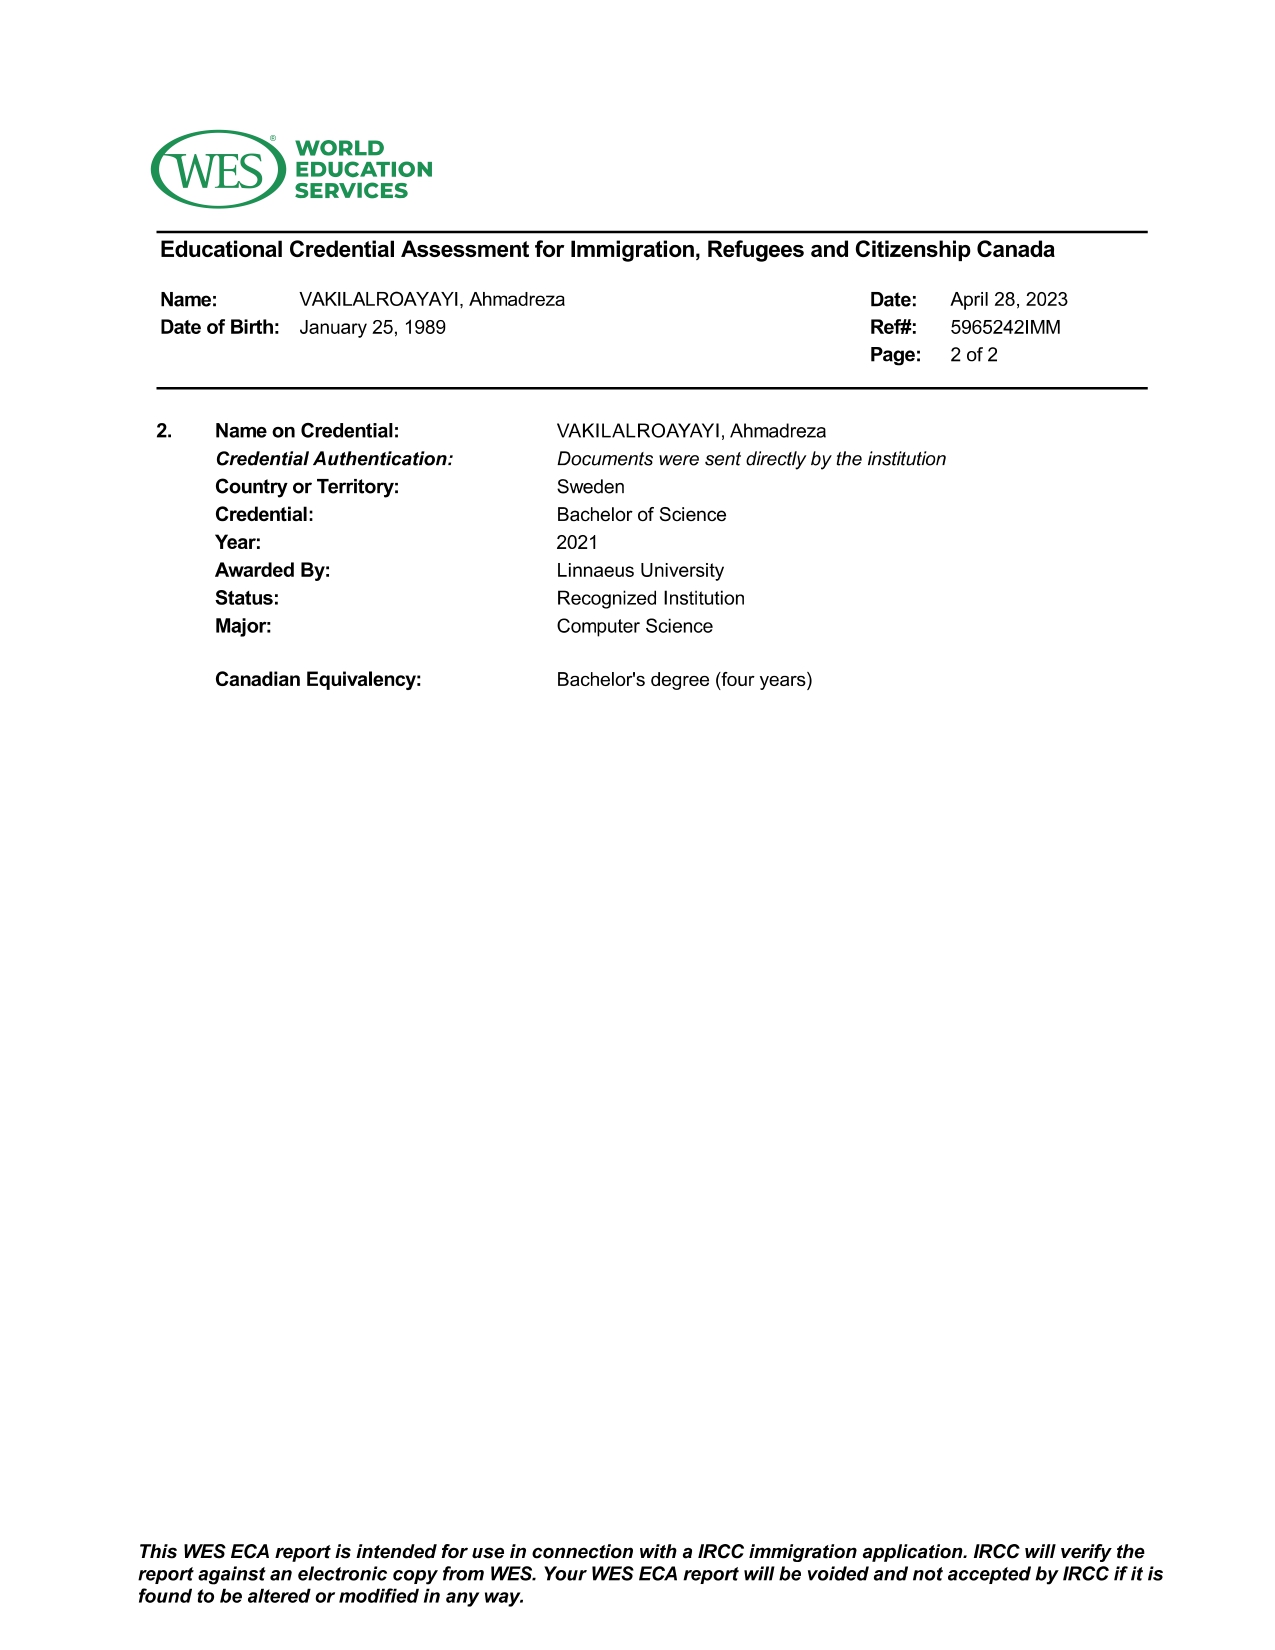 WES®
WORLD
EDUCATION
SERVICES
Educational Credential Assessment for Immigration, Refugees and Citizenship Canada
Name: VAKILALROAYAYI, Ahmadreza Date: April 28, 2023
Date of Birth: January 25, 1989 Ref#: 5965242IMM
Page: 2 of 2
2. Name on Credential: VAKILALROAYAYI, Ahmadreza
Credential Authentication: Documents were sent directly by the institution
Country or Territory: Sweden
Credential: Bachelor of Science
Year: 2021
Awarded By: Linnaeus University
Status: Recognized Institution
Major: Computer Science
Canadian Equivalency: Bachelor's degree (four years)
This WES ECA report is intended for use in connection with a IRCC immigration application. IRCC will verify the
report against an electronic copy from WES. Your WES ECA report will be voided and not accepted by IRCC if it is
found to be altered or modified in any way.